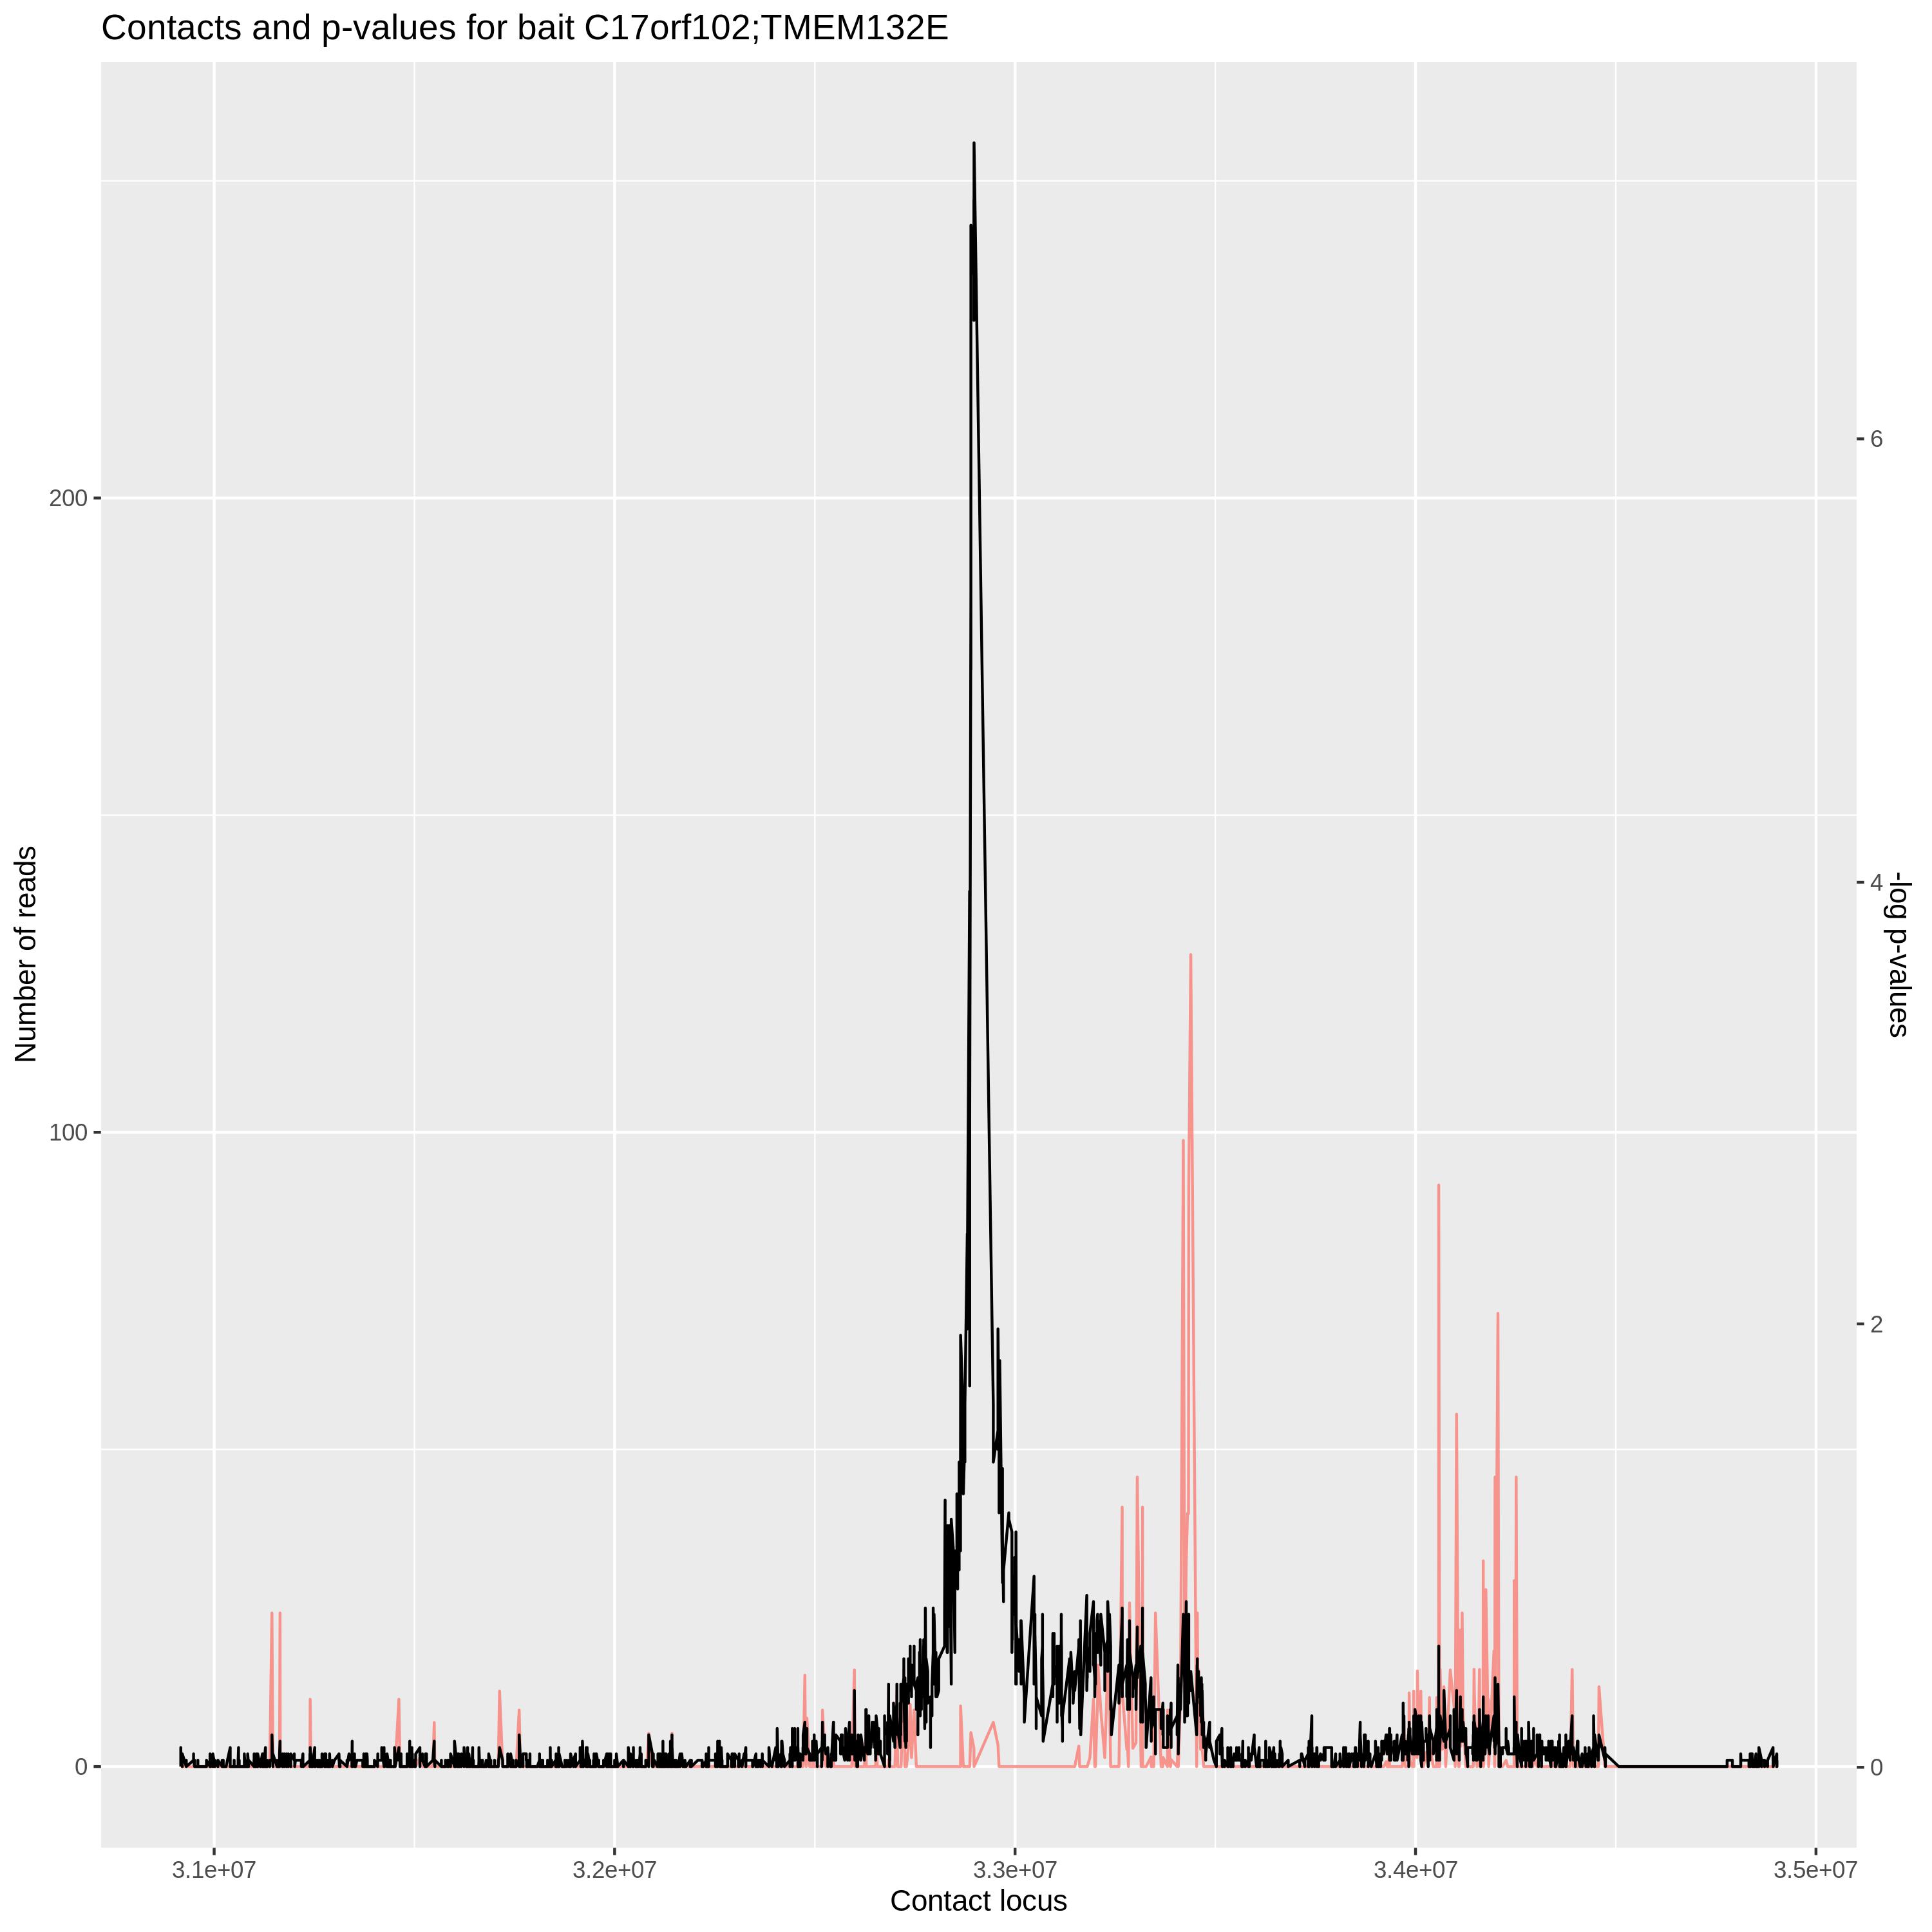 Contacts and p-values for bait C17orf102;TMEM132E
Number of reads
200
100
0
6
4
2
0
-log p-values
3.1e+07
3.2e+07
3.3e+07
3.4e+07
3.5e+07
Contact locus